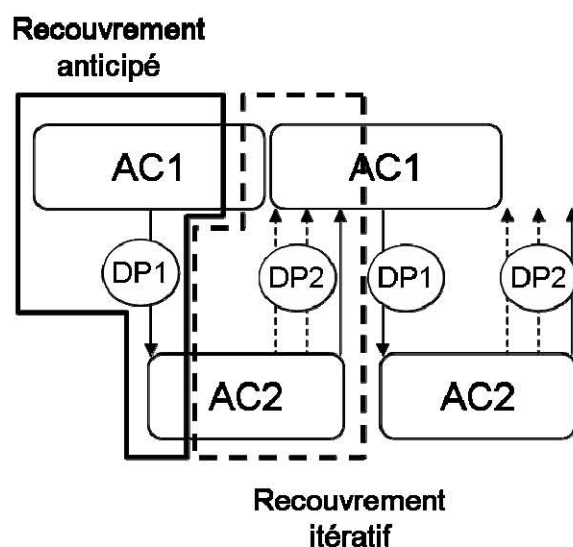 Recouvrement
anticipé
AC1 AC1
DP1 DP2 DP1 DP2
AC2 AC2
Recouvrement
itératif